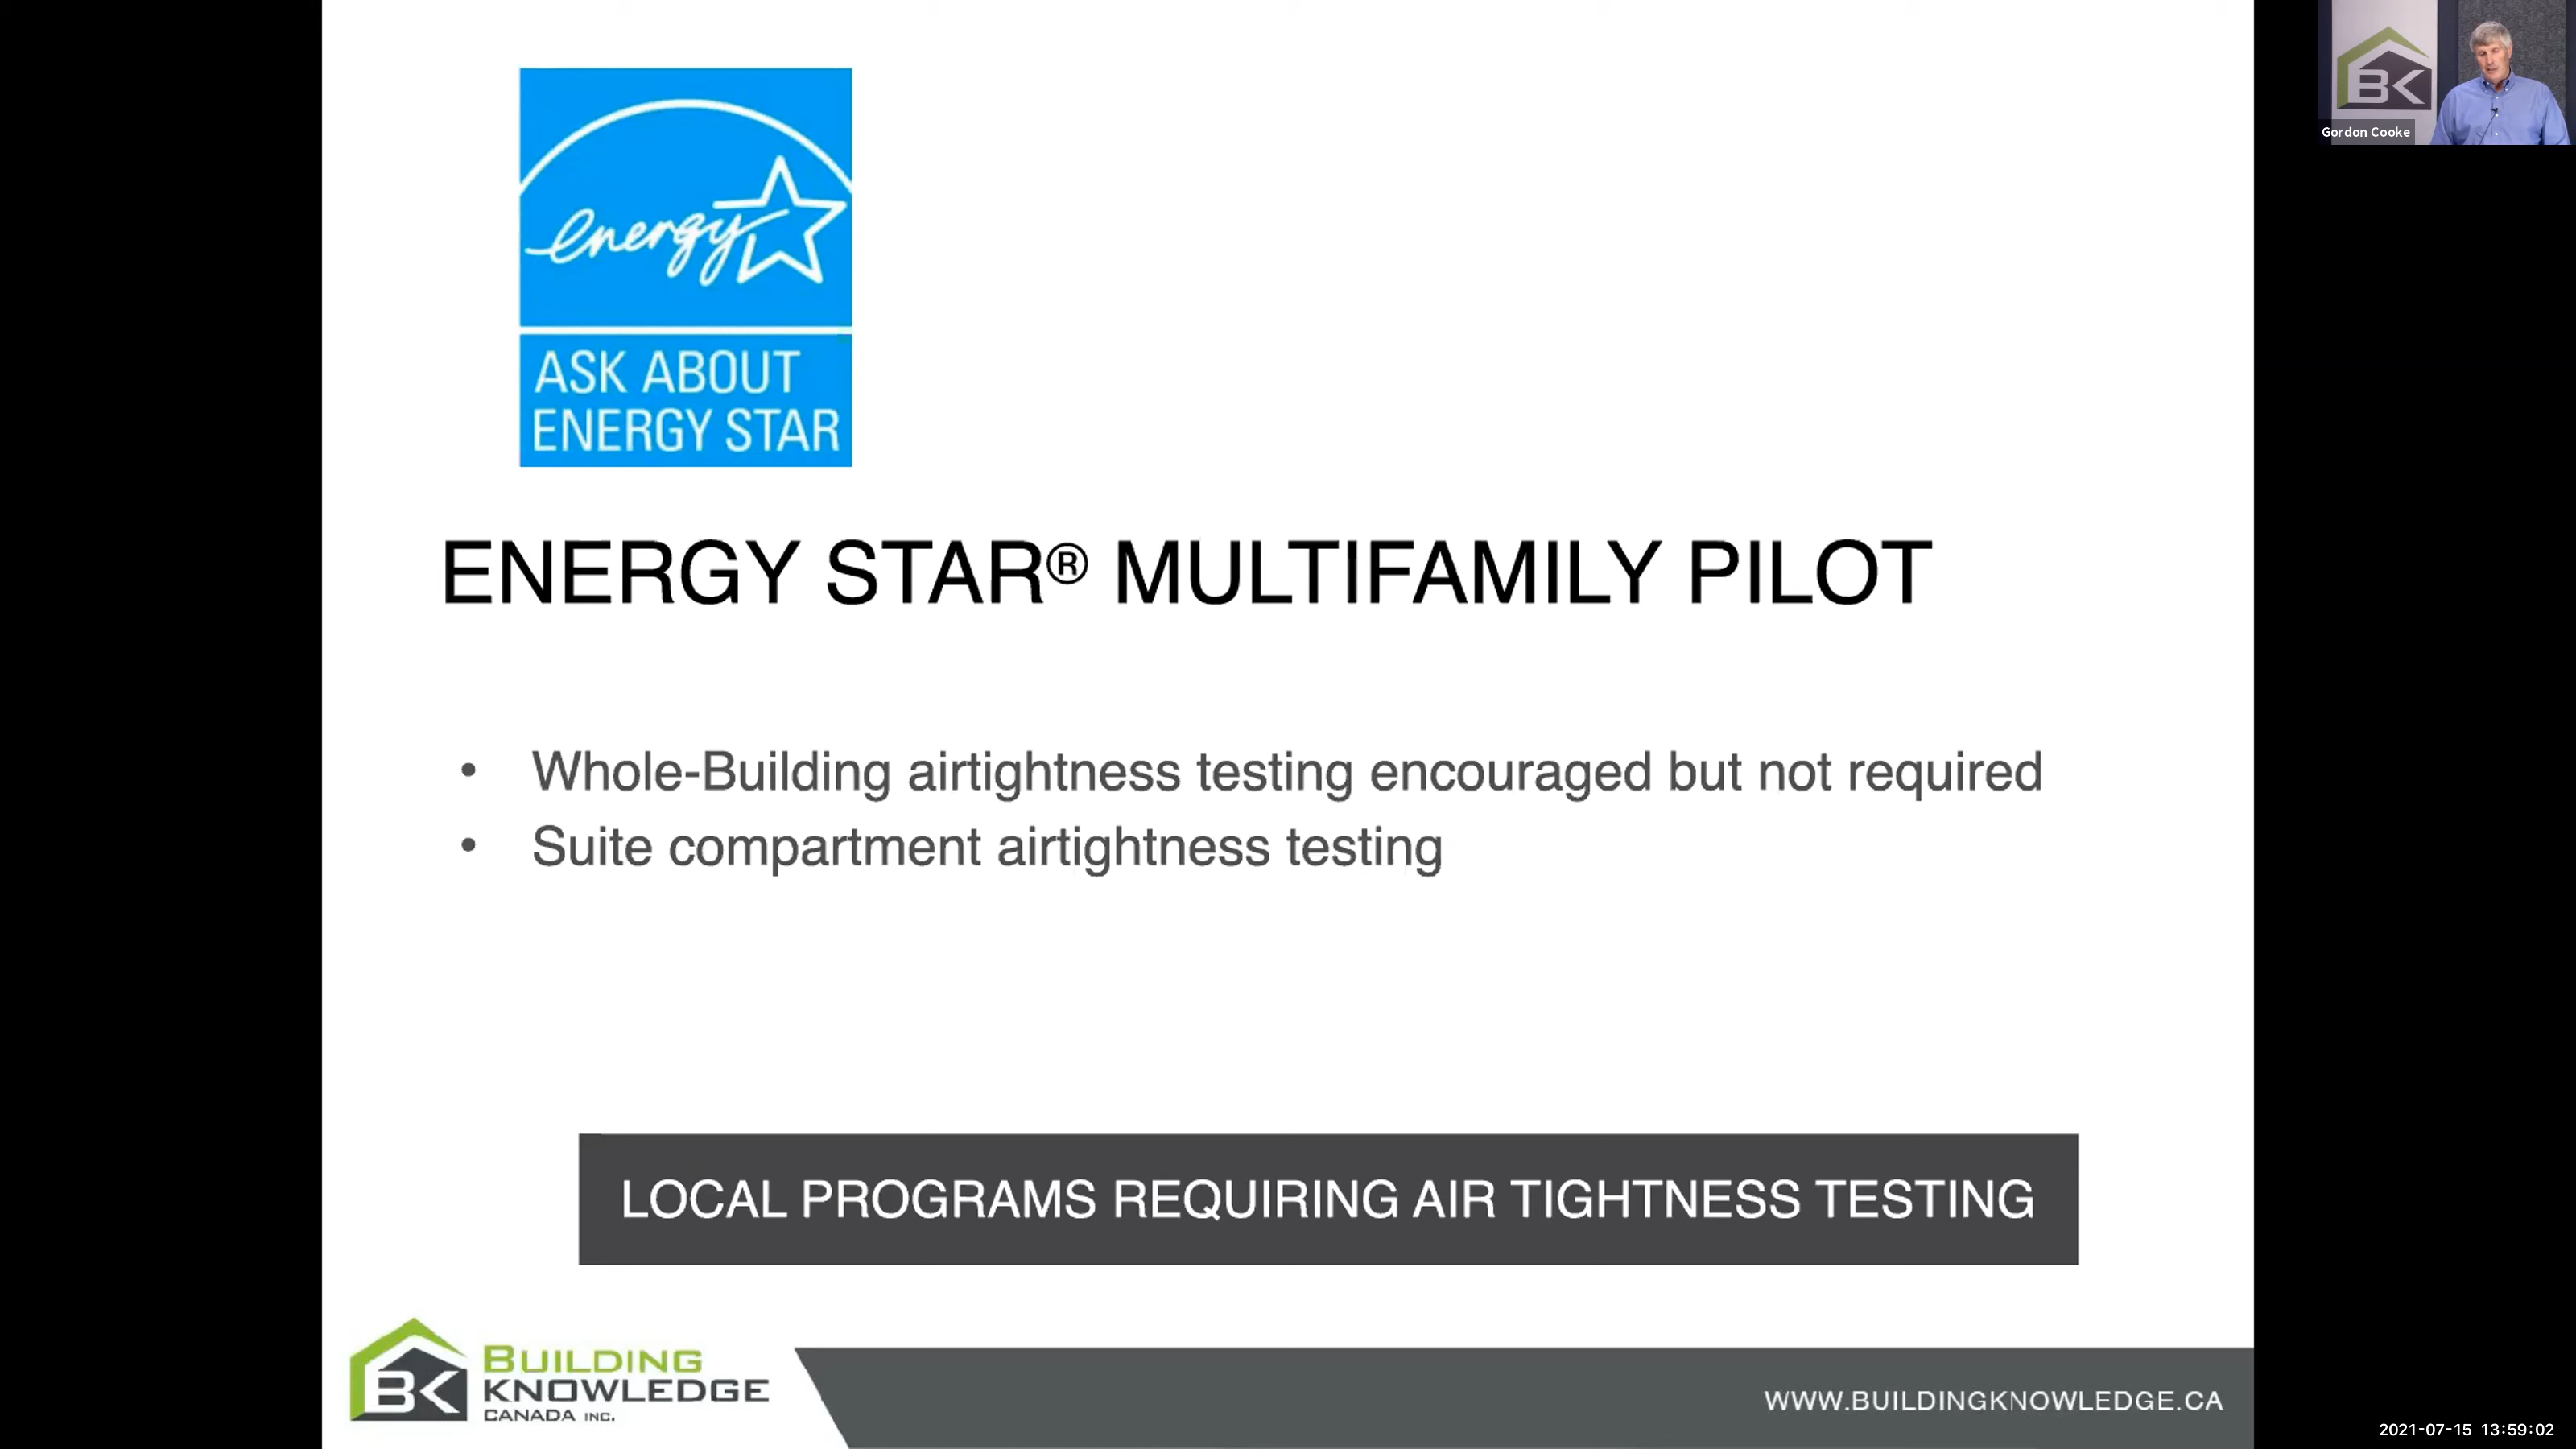 energy
ASK ABOUT
ENERGY STAR
BK
Gordon Cooke
ENERGY STAR® MULTIFAMILY PILOT
• Whole-Building airtightness testing encouraged but not required
• Suite compartment airtightness testing
LOCAL PROGRAMS REQUIRING AIR TIGHTNESS TESTING
BK
BUILDING
KNOWLEDGE
CANADA INC.
WWW.BUILDINGKNOWLEDGE.CA
2021-07-15 13:59:02